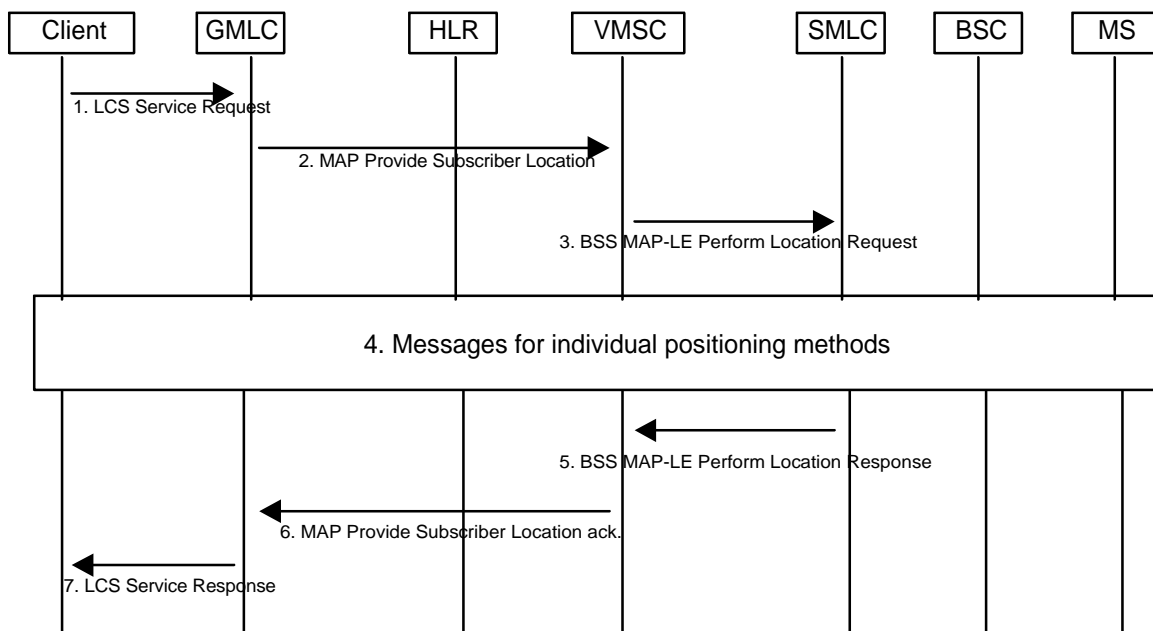 Client GMLC HLR VMSC SMLC BSC MS
1. LCS Service Request
2. MAP Provide Subscriber Location
3. BSS MAP-LE Perform Location Request
4. Messages for individual positioning methods
5. BSS MAP-LE Perform Location Response
6. MAP Provide Subscriber Location ack.
7. LCS Service Response